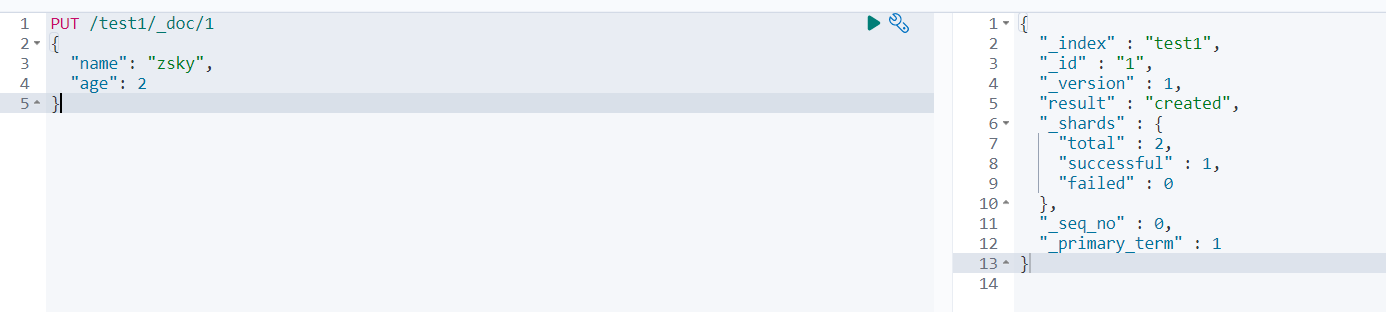 1 PUT /test1/_doc/1
2 {
3 "name": "zsky",
4 "age": 2
5 }
1 {
2 "_index" : "test1",
3 "_id" : "1",
4 "_version" : 1,
5 "result" : "created",
6 "_shards" : {
7 "total" : 2,
8 "successful" : 1,
9 "failed" : 0
10 },
11 "_seq_no" : 0,
12 "_primary_term" : 1
13 }
14